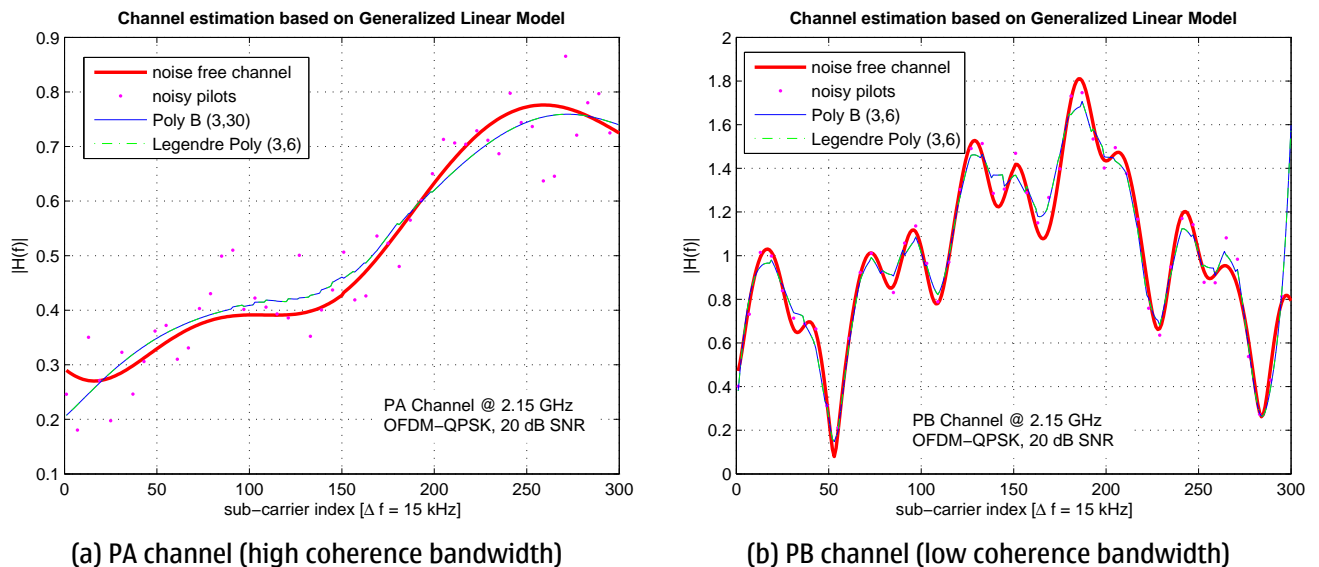 Channel estimation based on Generalized Linear Model
0.9
0.8
0.7
0.6
0.5
0.4
0.3
0.2
0.1
|H(f)|
noise free channel
noisy pilots
Poly B (3,30)
Legendre Poly (3,6)
PA Channel @ 2.15 GHz
OFDM−QPSK, 20 dB SNR
0 50 100 150 200 250 300
sub−carrier index [Δ f = 15 kHz]
(a) PA channel (high coherence bandwidth)
Channel estimation based on Generalized Linear Model
2
1.8
1.6
1.4
1.2
1
0.8
0.6
0.4
0.2
0
|H(f)|
noise free channel
noisy pilots
Poly B (3,6)
Legendre Poly (3,6)
PB Channel @ 2.15 GHz
OFDM−QPSK, 20 dB SNR
0 50 100 150 200 250 300
sub−carrier index [Δ f = 15 kHz]
(b) PB channel (low coherence bandwidth)